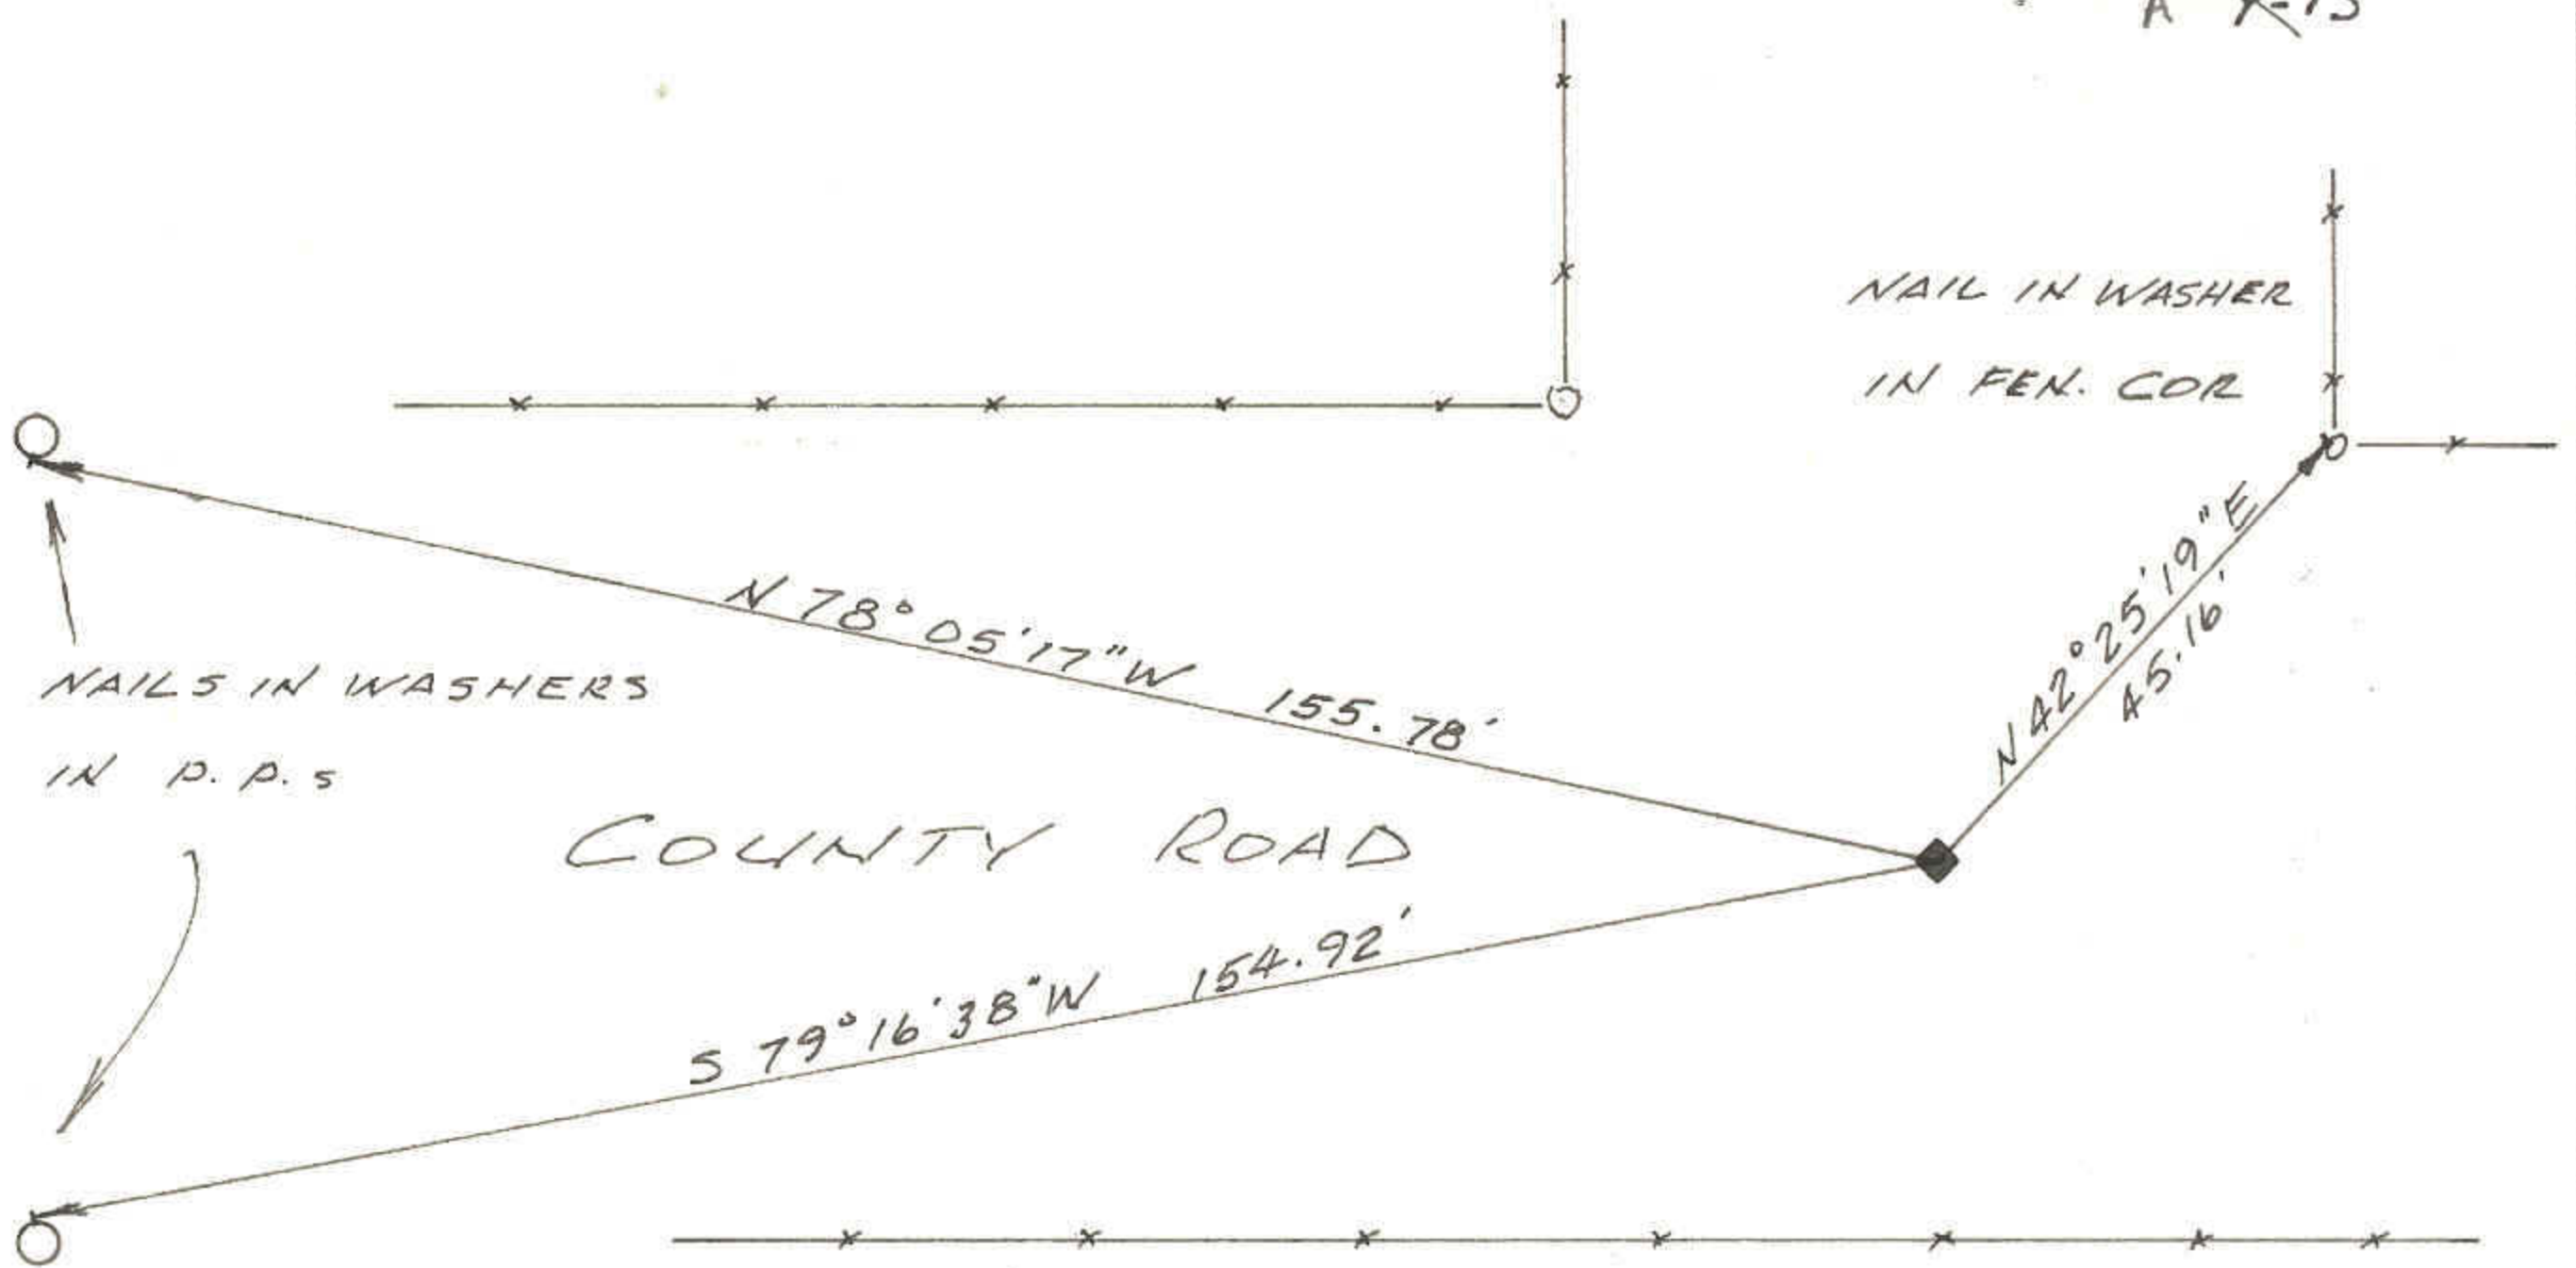 NAIL IN WASHER
IN FEN. COR
N 42° 25' 19" E
45.16'
N 78° 05' 17" W 155.78'
NAILS IN WASHERS
IN P.P.s
COUNTY ROAD
S 79° 16' 38" W 154.92'